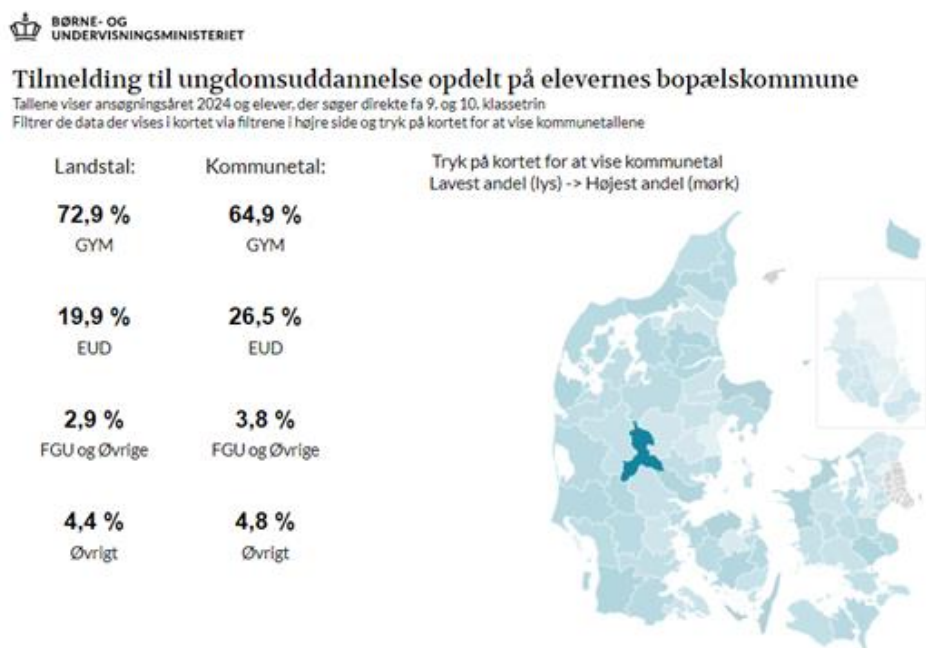 BØRNE- OG
UNDERVISNINGSMINISTERIET
Tilmelding til ungdomsuddannelse opdelt på elevernes bopælskommune
Tallene viser ansøgningsåret 2024 og elever, der søger direkte fa 9. og 10. klassetrin
Filtrer de data der vises i kortet via filtrene i højre side og tryk på kortet for at vise kommunetallene
Landstal: Kommunetal:
Tryk på kortet for at vise kommunetal
Lavest andel (lys) -> Højest andel (mørk)
72,9 % 64,9 %
GYM GYM
19,9 % 26,5 %
EUD EUD
2,9 % 3,8 %
FGU og Øvrige FGU og Øvrige
4,4 % 4,8 %
Øvrigt Øvrigt